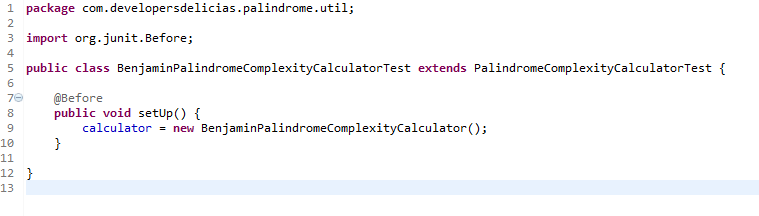 1 package com.developersdelicias.palindrome.util;
2
3 import org.junit.Before;
4
5 public class BenjaminPalindromeComplexityCalculatorTest extends PalindromeComplexityCalculatorTest {
6
7 @Before
8 public void setUp() {
9 calculator = new BenjaminPalindromeComplexityCalculator();
10 }
11
12 }
13